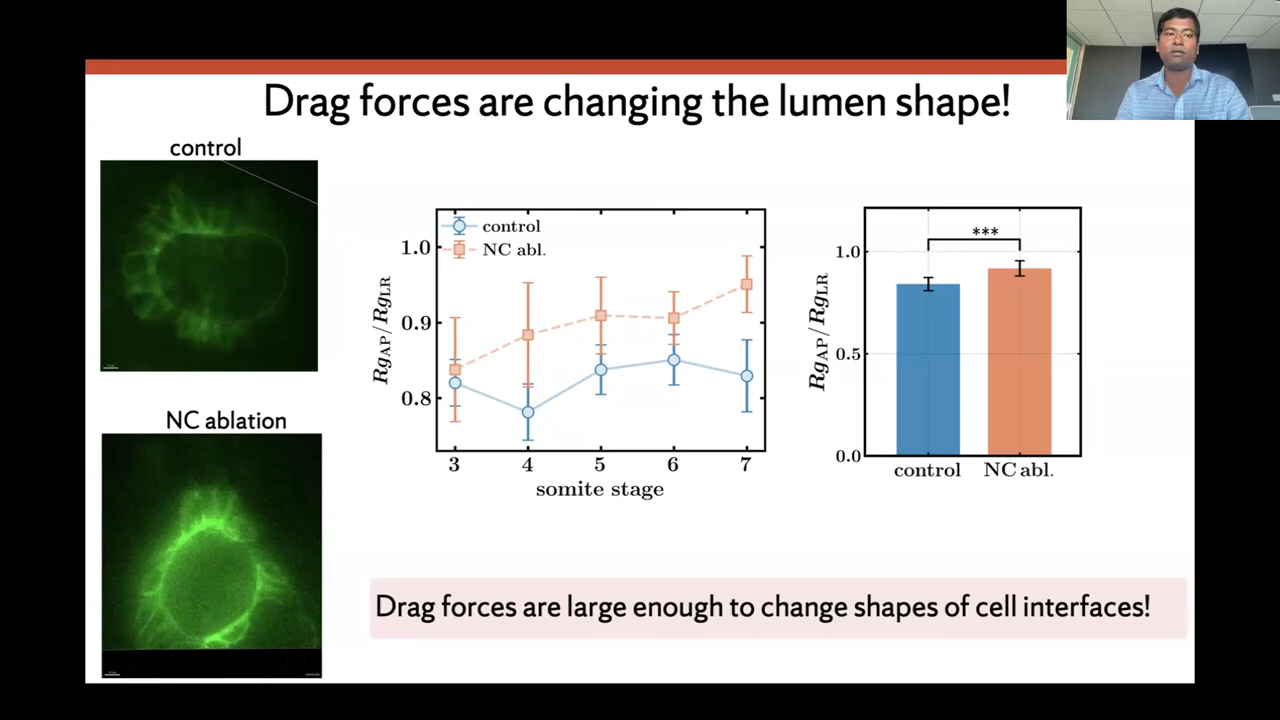 Drag forces are changing the lumen shape!
control
NC ablation
control
NC abl.
1.0
0.9
0.8
Rg_AP/Rg_LR
3 4 5 6 7
somite stage
***
1.0
0.5
0.0
Rg_AP/Rg_LR
control NC abl.
Drag forces are large enough to change shapes of cell interfaces!